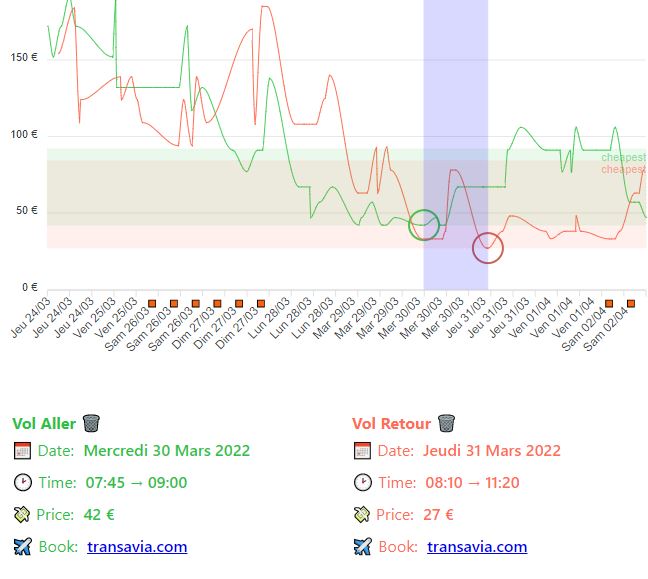 150 €
cheapest
cheapest
100 €
50 €
0 €
Jeu 24/03
Jeu 24/03
Jeu 24/03
Ven 25/03
Ven 25/03
Sam 26/03
Sam 26/03
Sam 26/03
Dim 27/03
Dim 27/03
Dim 27/03
Lun 28/03
Lun 28/03
Mar 29/03
Mar 29/03
Mar 29/03
Mer 30/03
Mer 30/03
Mer 30/03
Jeu 31/03
Jeu 31/03
Jeu 31/03
Ven 01/04
Ven 01/04
Ven 01/04
Sam 02/04
Sam 02/04
Vol Aller
Date: Mercredi 30 Mars 2022
Time: 07:45 → 09:00
Price: 42 €
Book: transavia.com
Vol Retour
Date: Jeudi 31 Mars 2022
Time: 08:10 → 11:20
Price: 27 €
Book: transavia.com